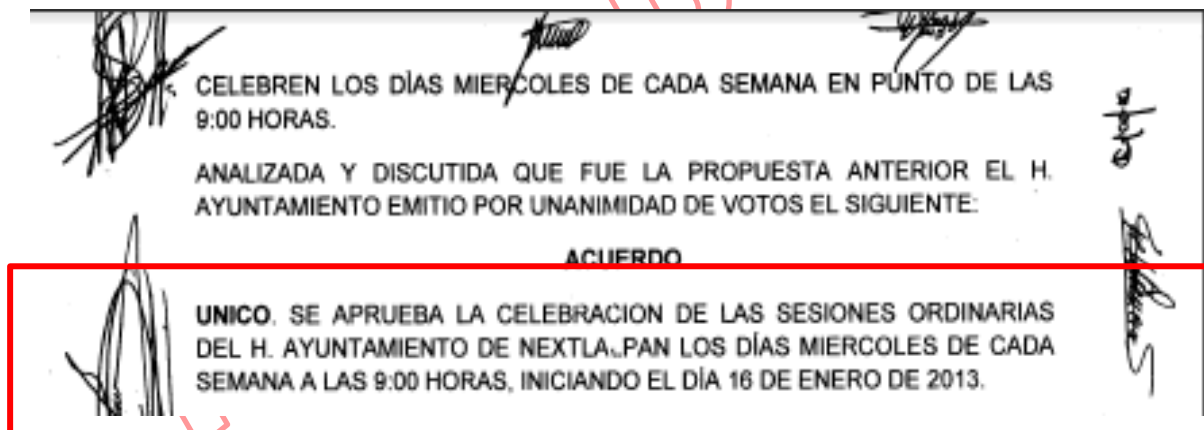 CELEBREN LOS DÌAS MIERCOLES DE CADA SEMANA EN PUNTO DE LAS
9:00 HORAS.
ANALIZADA Y DISCUTIDA QUE FUE LA PROPUESTA ANTERIOR EL H.
AYUNTAMIENTO EMITIO POR UNANIMIDAD DE VOTOS EL SIGUIENTE:
ACUERDO
UNICO. SE APRUEBA LA CELEBRACION DE LAS SESIONES ORDINARIAS
DEL H. AYUNTAMIENTO DE NEXTLALPAN LOS DÍAS MIERCOLES DE CADA
SEMANA A LAS 9:00 HORAS, INICIANDO EL DÌA 16 DE ENERO DE 2013.